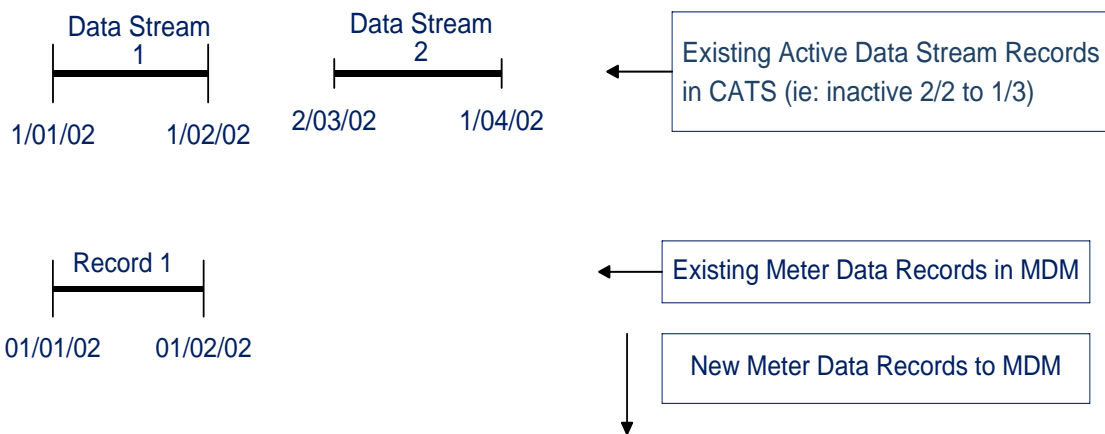 Data Stream
1
Data Stream
2
1/01/02
1/02/02
2/03/02
1/04/02
Existing Active Data Stream Records
in CATS (ie: inactive 2/2 to 1/3)
Record 1
01/01/02
01/02/02
Existing Meter Data Records in MDM
New Meter Data Records to MDM